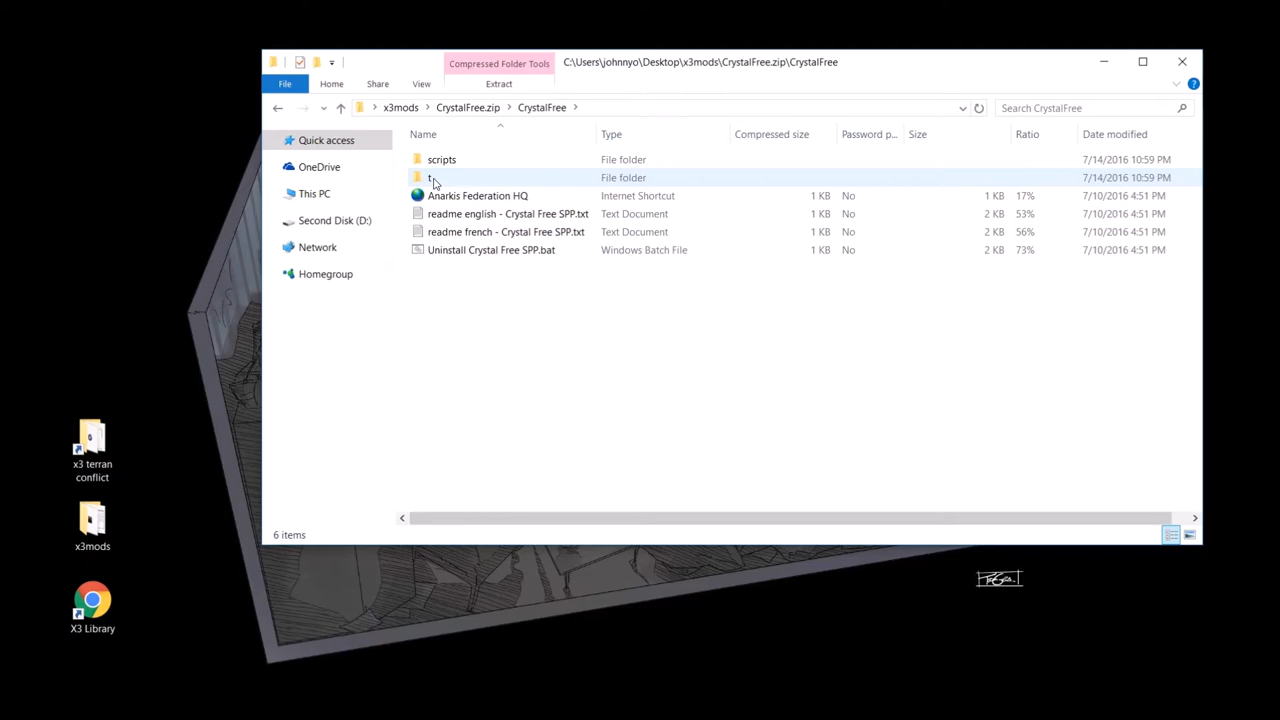 Compressed Folder Tools
C:\Users\johnnyo\Desktop\x3mods\CrystalFree.zip\CrystalFree
File Home Share View Extract
x3mods CrystalFree.zip CrystalFree
Search CrystalFree
Name Type Compressed size Password p... Size Ratio Date modified
Quick access
OneDrive
This PC
Second Disk (D:)
Network
Homegroup
scripts File folder 7/14/2016 10:59 PM
t File folder 7/14/2016 10:59 PM
Anarkis Federation HQ Internet Shortcut 1 KB No 1 KB 17% 7/10/2016 4:51 PM
readme english - Crystal Free SPP.txt Text Document 1 KB No 2 KB 53% 7/10/2016 4:51 PM
readme french - Crystal Free SPP.txt Text Document 1 KB No 2 KB 56% 7/10/2016 4:51 PM
Uninstall Crystal Free SPP.bat Windows Batch File 1 KB No 2 KB 73% 7/10/2016 4:51 PM
6 items
x3 terran
conflict
x3mods
X3 Library